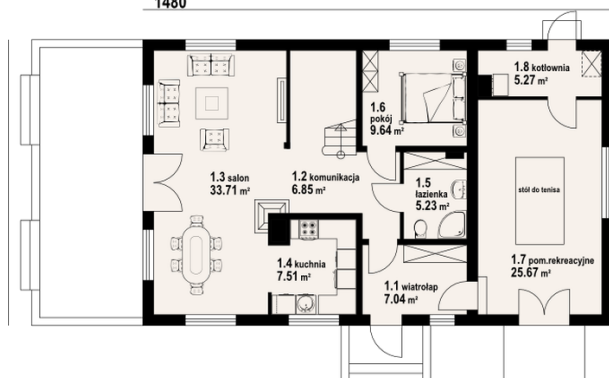 1480
1.8 kotłownia
5.27 m²
1.6
pokój
9.64 m²
1.3 salon
33.71 m²
1.2 komunikacja
6.85 m²
1.5
łazienka
5.23 m²
stół do tenisa
1.4 kuchnia
7.51 m²
1.1 wiatrołap
7.04 m²
1.7 pom.rekreacyjne
25.67 m²